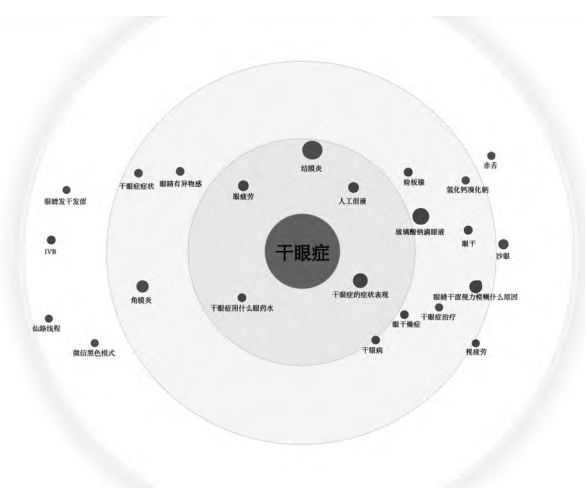 赤舌
结膜炎
睑板腺
干眼症症状
眼睛有异物感
氢化钙溴化钠
眼疲劳
人工泪液
眼睛发干发涩
玻璃酸钠滴眼液
眼干
IVB
干眼症
沙眼
角膜炎
干眼症的症状表现
眼睛干涩视力模糊什么原因
干眼症用什么眼药水
仙路线程
眼干燥症
干眼症治疗
微信黑色模式
干眼病
视疲劳